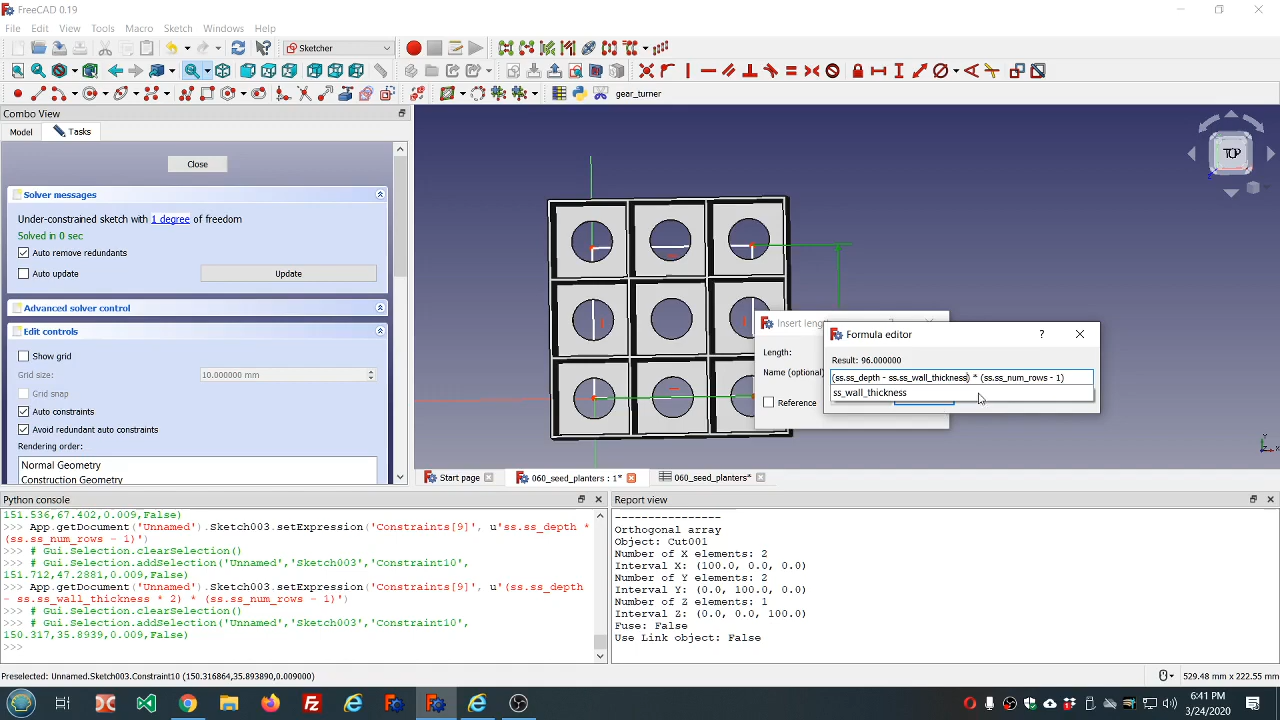 FreeCAD 0.19
File Edit View Tools Macro Sketch Windows Help
Sketcher
gear_turner
Combo View
Model Tasks
Close
Solver messages
Under-constrained sketch with 1 degree of freedom
Solved in 0 sec
Auto remove redundants
Auto update
Update
Advanced solver control
Edit controls
Show grid
Grid size: 10.000000 mm
Grid snap
Auto constraints
Avoid redundant auto constraints
Rendering order:
Normal Geometry
Construction Geometry
TOP
Insert leng
Length:
Name (optional)
Reference
Formula editor
Result: 96.000000
(ss.ss_depth - ss.ss_wall_thickness) * (ss.ss_num_rows - 1)
ss_wall_thickness
Start page
060_seed_planters : 1*
060_seed_planters*
Python console
151.536,67.402,0.009,False)
>>> App.getDocument('Unnamed').Sketch003.setExpression('Constraints[9]', u'ss.ss_depth *
(ss.ss_num_rows - 1)')
>>> # Gui.Selection.clearSelection()
>>> # Gui.Selection.addSelection('Unnamed','Sketch003','Constraint10',
151.712,47.2881,0.009,False)
>>> App.getDocument('Unnamed').Sketch003.setExpression('Constraints[9]', u'(ss.ss_depth
- ss.ss_wall_thickness * 2) * (ss.ss_num_rows - 1)')
>>> # Gui.Selection.clearSelection()
>>> # Gui.Selection.addSelection('Unnamed','Sketch003','Constraint10',
150.317,35.8939,0.009,False)
>>>
Report view
---------------
Orthogonal array
Object: Cut001
Number of X elements: 2
Interval X: (100.0, 0.0, 0.0)
Number of Y elements: 2
Interval Y: (0.0, 100.0, 0.0)
Number of Z elements: 1
Interval Z: (0.0, 0.0, 100.0)
Fuse: False
Use Link object: False
Preselected: Unnamed.Sketch003.Constraint10 (150.316864,35.893890,0.009000)
529.48 mm x 222.55 mm
6:41 PM
3/24/2020